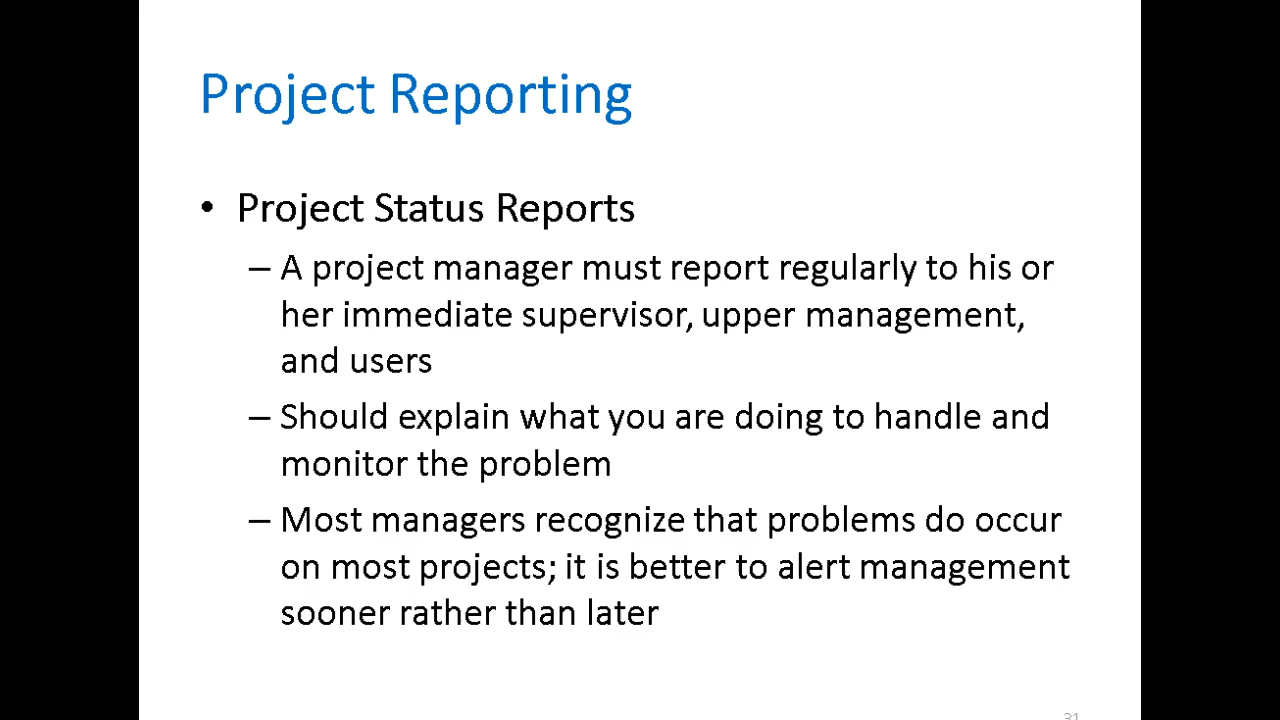 Project Reporting
• Project Status Reports
– A project manager must report regularly to his or
her immediate supervisor, upper management,
and users
– Should explain what you are doing to handle and
monitor the problem
– Most managers recognize that problems do occur
on most projects; it is better to alert management
sooner rather than later
31